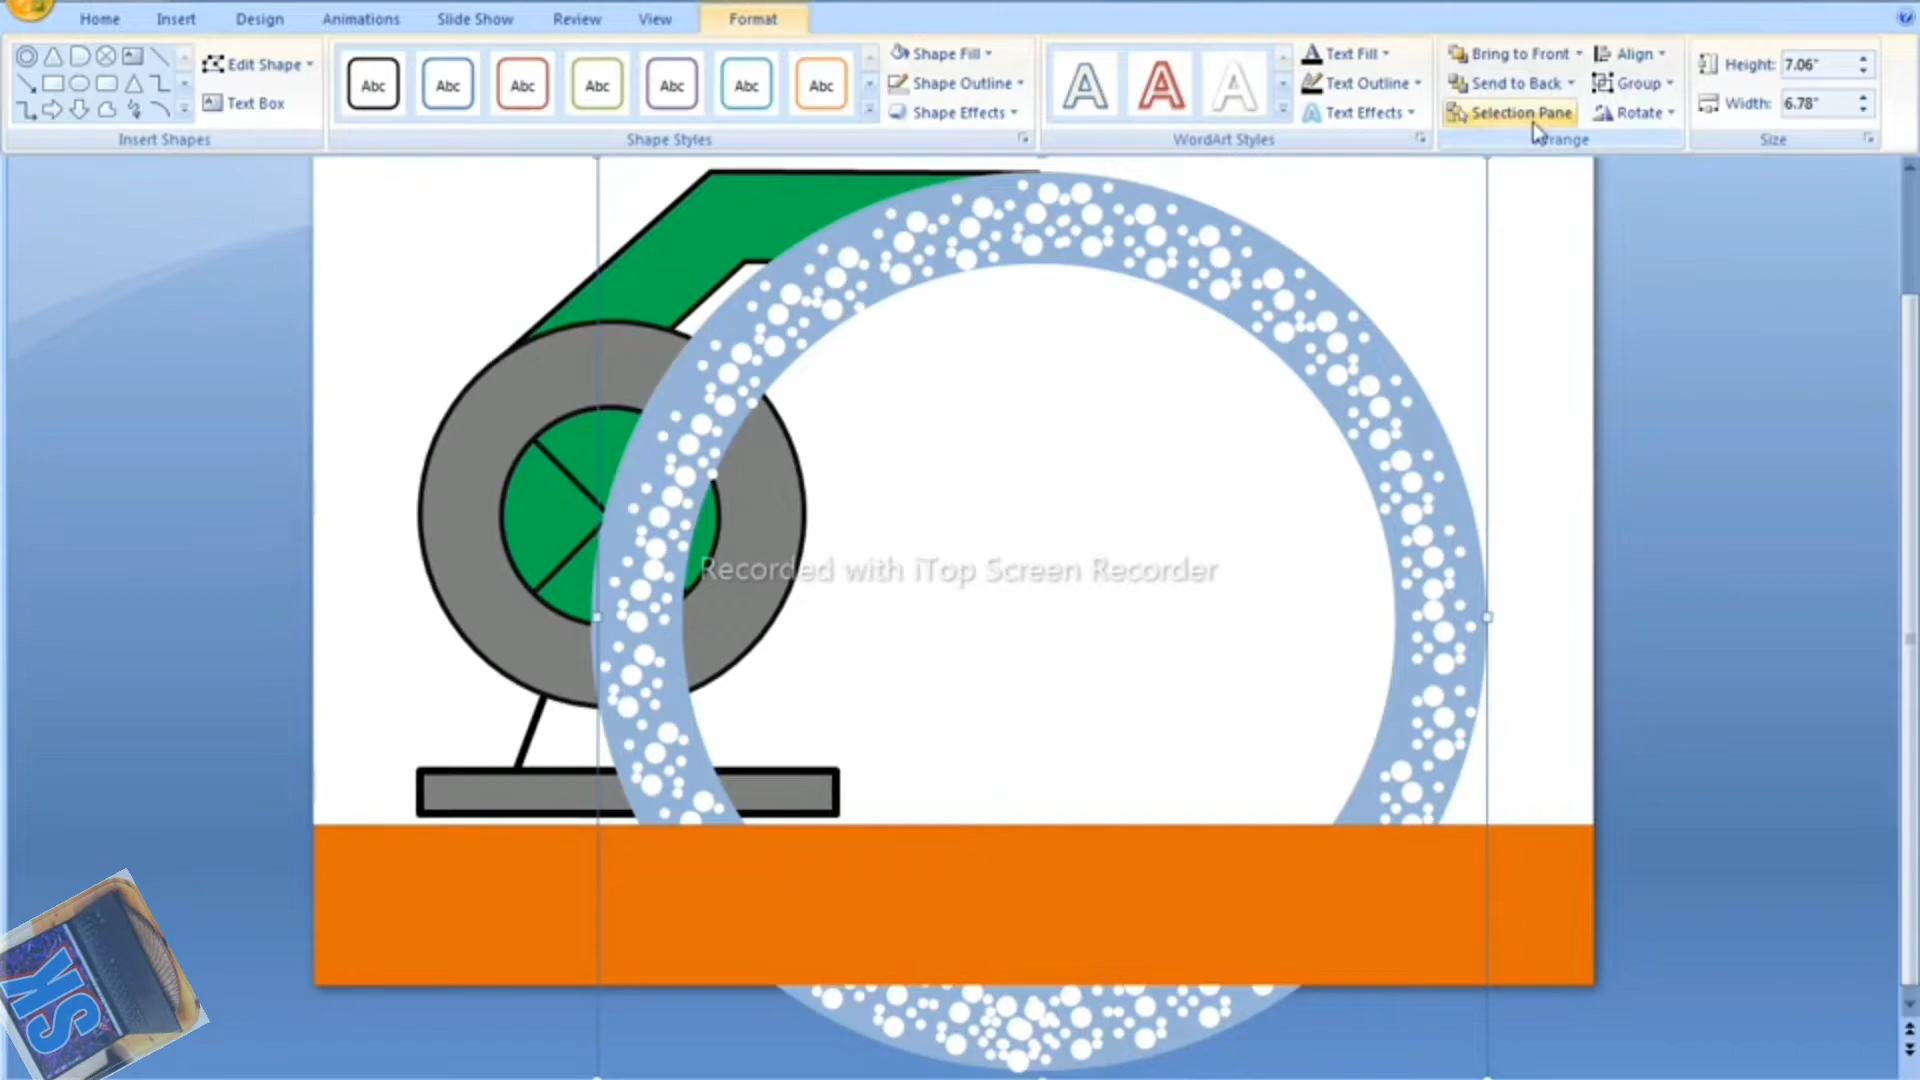 Home Insert Design Animations Slide Show Review View Format
Edit Shape
Text Box
Insert Shapes
Abc Abc Abc Abc Abc Abc Abc
Shape Fill
Shape Outline
Shape Effects
Shape Styles
A A A
Text Fill
Text Outline
Text Effects
WordArt Styles
Bring to Front
Send to Back
Selection Pane
Align
Group
Rotate
Height: 7.06"
Width: 6.78"
Size
Recorded with iTop Screen Recorder
SK